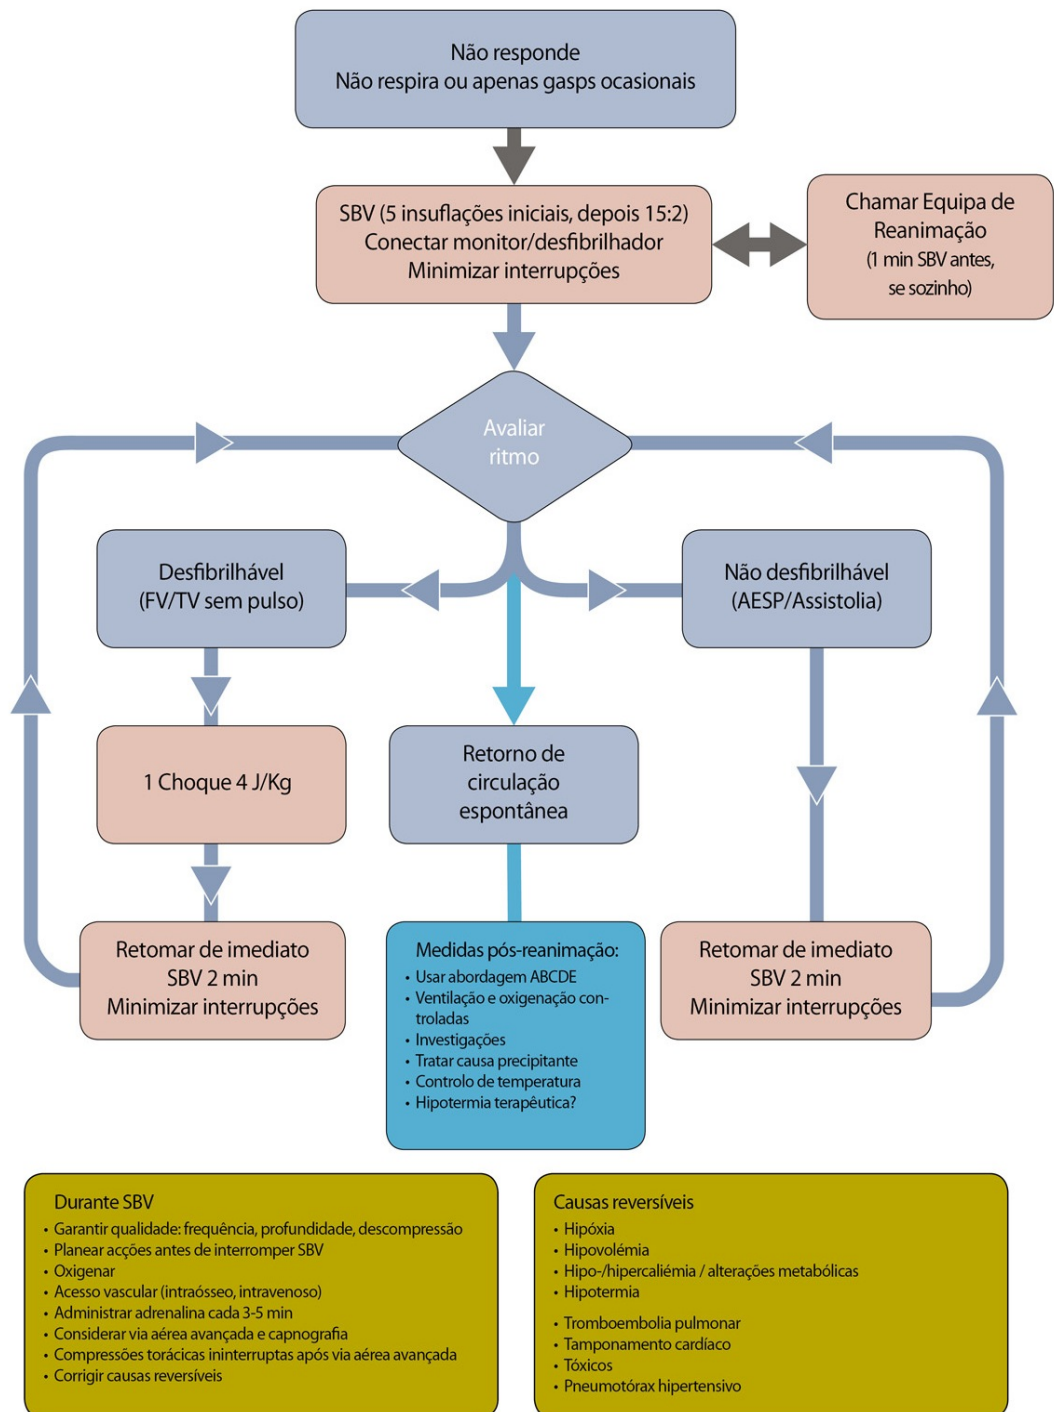 Não responde
Não respira ou apenas gasps ocasionais
SBV (5 insuflações iniciais, depois 15:2)
Conectar monitor/desfibrilhador
Minimizar interrupções
Chamar Equipa de
Reanimação
(1 min SBV antes,
se sozinho)
Avaliar
ritmo
Desfibrilhável
(FV/TV sem pulso)
Não desfibrilhável
(AESP/Assistolia)
1 Choque 4 J/Kg
Retorno de
circulação
espontânea
Retomar de imediato
SBV 2 min
Minimizar interrupções
Medidas pós-reanimação:
• Usar abordagem ABCDE
• Ventilação e oxigenação con-
troladas
• Investigações
• Tratar causa precipitante
• Controlo de temperatura
• Hipotermia terapêutica?
Retomar de imediato
SBV 2 min
Minimizar interrupções
Durante SBV
• Garantir qualidade: frequência, profundidade, descompressão
• Planear acções antes de interromper SBV
• Oxigenar
• Acesso vascular (intraósseo, intravenoso)
• Administrar adrenalina cada 3-5 min
• Considerar via aérea avançada e capnografia
• Compressões torácicas ininterruptas após via aérea avançada
• Corrigir causas reversíveis
Causas reversíveis
• Hipóxia
• Hipovolémia
• Hipo-/hipercaliémia / alterações metabólicas
• Hipotermia
• Tromboembolia pulmonar
• Tamponamento cardíaco
• Tóxicos
• Pneumotórax hipertensivo